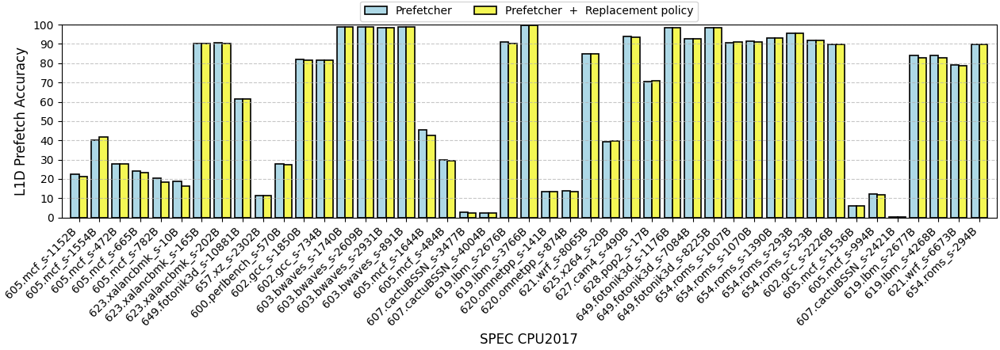 Prefetcher
Prefetcher + Replacement policy
L1D Prefetch Accuracy
100
90
80
70
60
50
40
30
20
10
0
605.mcf_s-1152B
605.mcf_s-1554B
605.mcf_s-472B
605.mcf_s-665B
605.mcf_s-782B
623.xalancbmk_s-10B
623.xalancbmk_s-165B
623.xalancbmk_s-202B
649.fotonik3d_s-10881B
657.xz_s-2302B
600.perlbench_s-570B
602.gcc_s-1850B
602.gcc_s-734B
603.bwaves_s-1740B
603.bwaves_s-2609B
603.bwaves_s-2931B
603.bwaves_s-891B
605.mcf_s-1644B
605.mcf_s-484B
607.cactuBSSN_s-3477B
607.cactuBSSN_s-4004B
619.lbm_s-2676B
619.lbm_s-3766B
620.omnetpp_s-141B
620.omnetpp_s-874B
621.wrf_s-8065B
625.x264_s-20B
627.cam4_s-490B
628.pop2_s-17B
649.fotonik3d_s-1176B
649.fotonik3d_s-7084B
649.fotonik3d_s-8225B
654.roms_s-1007B
654.roms_s-1070B
654.roms_s-1390B
654.roms_s-293B
654.roms_s-523B
602.gcc_s-2226B
605.mcf_s-1536B
605.mcf_s-994B
607.cactuBSSN_s-2421B
619.lbm_s-2677B
619.lbm_s-4268B
621.wrf_s-6673B
654.roms_s-294B
SPEC CPU2017